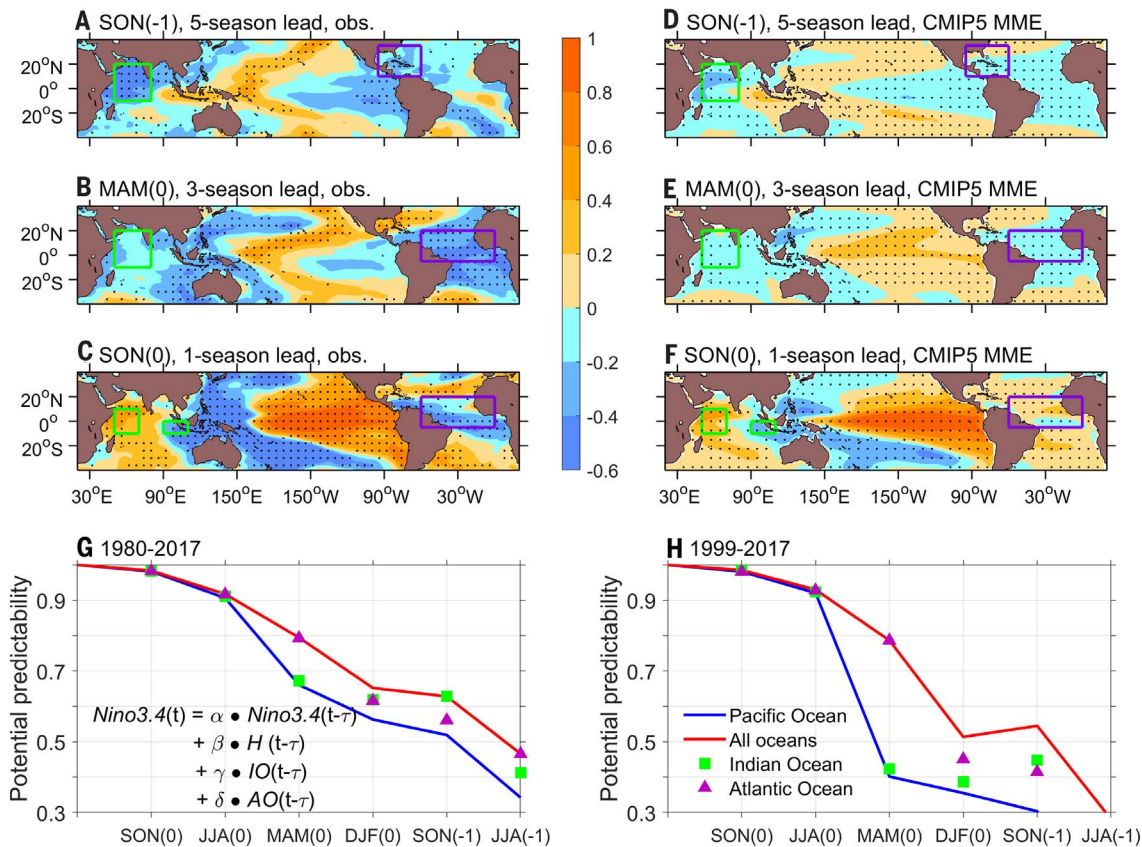 A SON(-1), 5-season lead, obs.
20°N
0°
20°S
B MAM(0), 3-season lead, obs.
20°N
0°
20°S
C SON(0), 1-season lead, obs.
20°N
0°
20°S
30°E 90°E 150°E 150°W 90°W 30°W
1
0.8
0.6
0.4
0.2
0
-0.2
-0.4
-0.6
D SON(-1), 5-season lead, CMIP5 MME
E MAM(0), 3-season lead, CMIP5 MME
F SON(0), 1-season lead, CMIP5 MME
30°E 90°E 150°E 150°W 90°W 30°W
G 1980-2017
Potential predictability
0.9
0.7
0.5
0.3
Nino3.4(t) = α ● Nino3.4(t-τ)
+ β ● H (t-τ)
+ γ ● IO(t-τ)
+ δ ● AO(t-τ)
SON(0) JJA(0) MAM(0) DJF(0) SON(-1) JJA(-1)
H 1999-2017
Potential predictability
0.9
0.7
0.5
0.3
Pacific Ocean
All oceans
Indian Ocean
Atlantic Ocean
SON(0) JJA(0) MAM(0) DJF(0) SON(-1) JJA(-1)